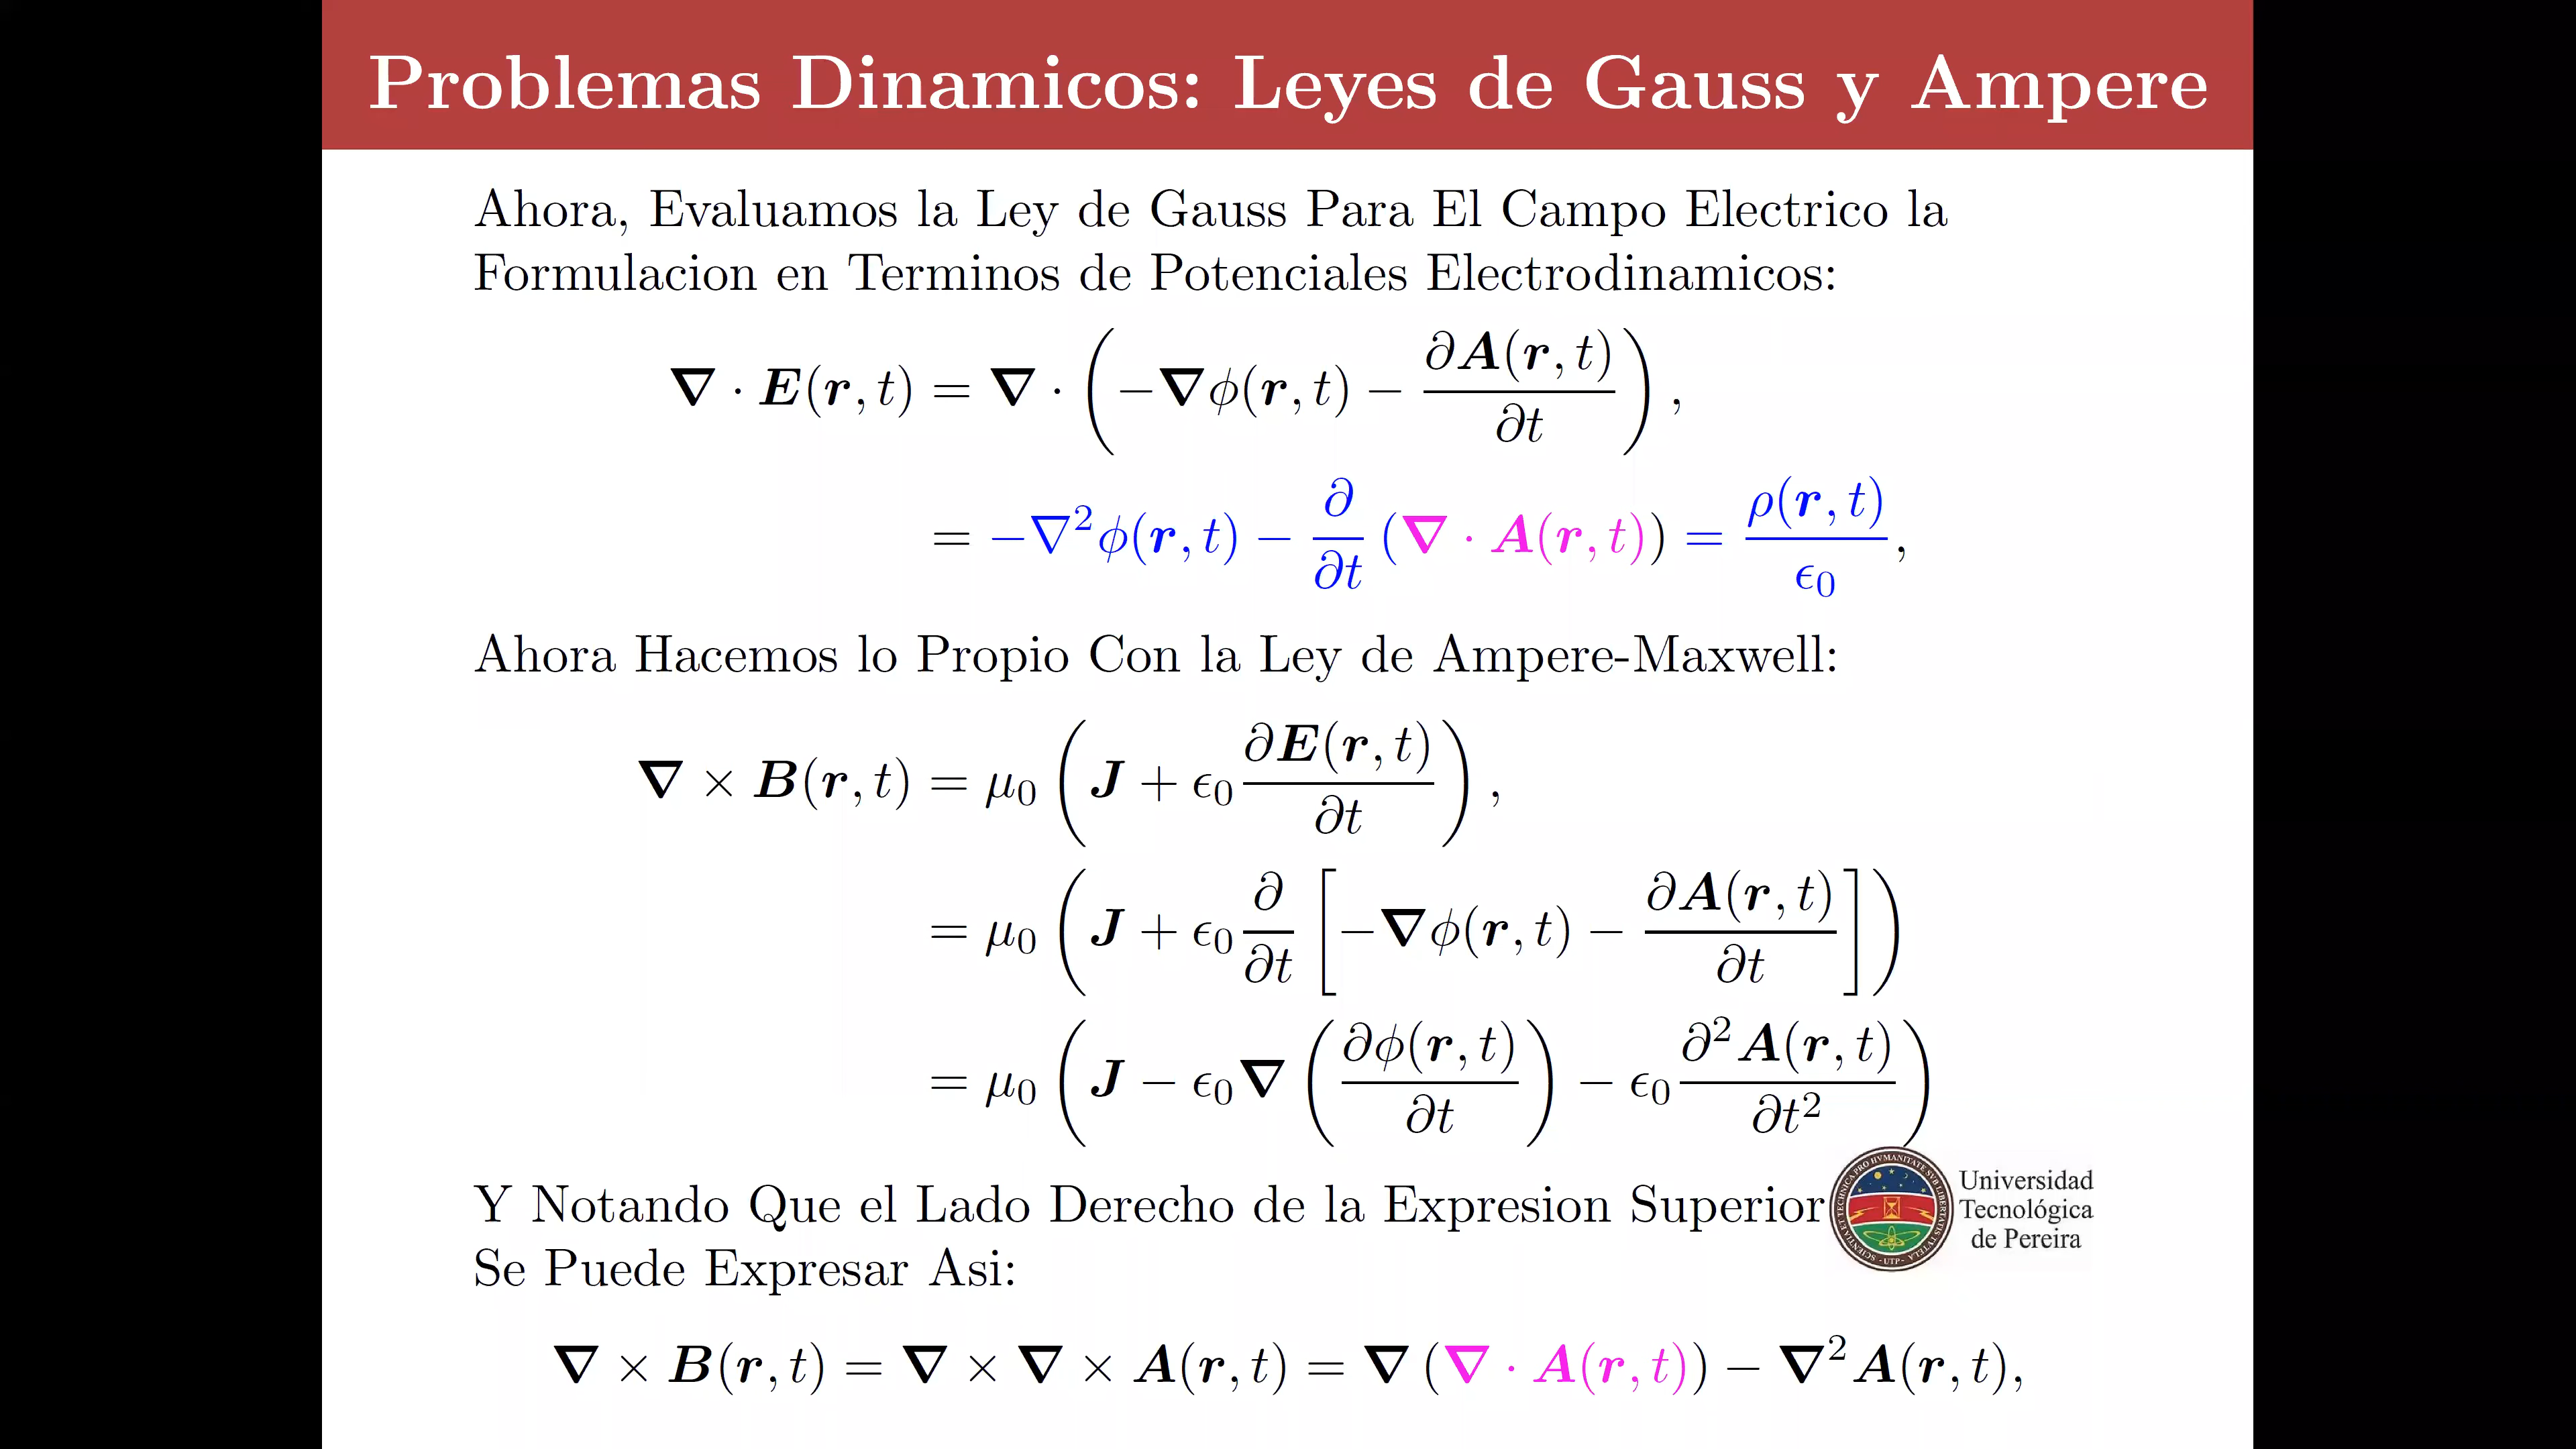 Problemas Dinamicos: Leyes de Gauss y Ampere
Ahora, Evaluamos la Ley de Gauss Para El Campo Electrico la
Formulacion en Terminos de Potenciales Electrodinamicos:
∇ · E(r, t) = ∇ · (−∇ϕ(r, t) − ∂A(r, t)/∂t),
= −∇²ϕ(r, t) − ∂/∂t (∇ · A(r, t)) = ρ(r, t)/ϵ₀,
Ahora Hacemos lo Propio Con la Ley de Ampere-Maxwell:
∇ × B(r, t) = μ₀ (J + ϵ₀ ∂E(r, t)/∂t),
= μ₀ (J + ϵ₀ ∂/∂t [−∇ϕ(r, t) − ∂A(r, t)/∂t])
= μ₀ (J − ϵ₀∇ (∂ϕ(r, t)/∂t) − ϵ₀ ∂²A(r, t)/∂t²)
Y Notando Que el Lado Derecho de la Expresion Superior
Se Puede Expresar Asi:
∇ × B(r, t) = ∇ × ∇ × A(r, t) = ∇ (∇ · A(r, t)) − ∇²A(r, t),
Universidad
Tecnológica
de Pereira